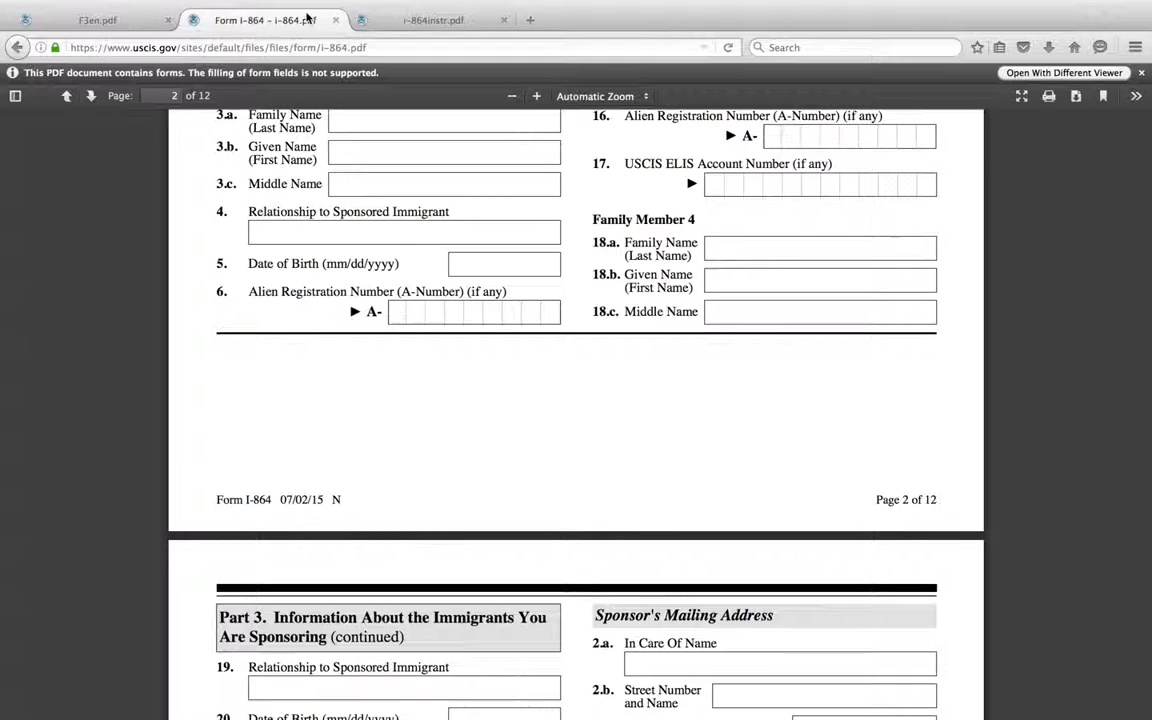 F3en.pdf
Form I-864 - i-864.pdf
i-864instr.pdf
https://www.uscis.gov/sites/default/files/files/form/i-864.pdf
Search
This PDF document contains forms. The filling of form fields is not supported.
Open With Different Viewer
Page: 2 of 12
Automatic Zoom
3.a. Family Name
(Last Name)
3.b. Given Name
(First Name)
3.c. Middle Name
4. Relationship to Sponsored Immigrant
5. Date of Birth (mm/dd/yyyy)
6. Alien Registration Number (A-Number) (if any)
► A-
16. Alien Registration Number (A-Number) (if any)
► A-
17. USCIS ELIS Account Number (if any)
►
Family Member 4
18.a. Family Name
(Last Name)
18.b. Given Name
(First Name)
18.c. Middle Name
Form I-864 07/02/15 N
Page 2 of 12
Part 3. Information About the Immigrants You
Are Sponsoring (continued)
19. Relationship to Sponsored Immigrant
20. Date of Birth (mm/dd/yyyy)
Sponsor's Mailing Address
2.a. In Care Of Name
2.b. Street Number
and Name